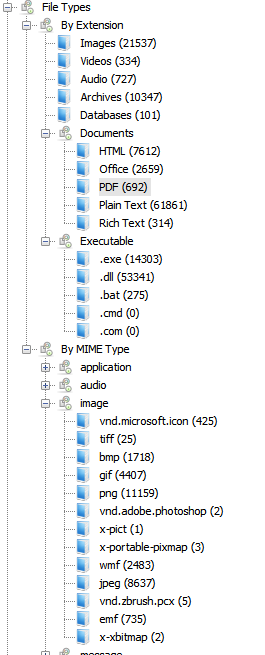 File Types
By Extension
Images (21537)
Videos (334)
Audio (727)
Archives (10347)
Databases (101)
Documents
HTML (7612)
Office (2659)
PDF (692)
Plain Text (61861)
Rich Text (314)
Executable
.exe (14303)
.dll (53341)
.bat (275)
.cmd (0)
.com (0)
By MIME Type
application
audio
image
vnd.microsoft.icon (425)
tiff (25)
bmp (1718)
gif (4407)
png (11159)
vnd.adobe.photoshop (2)
x-pict (1)
x-portable-pixmap (3)
wmf (2483)
jpeg (8637)
vnd.zbrush.pcx (5)
emf (735)
x-xbitmap (2)